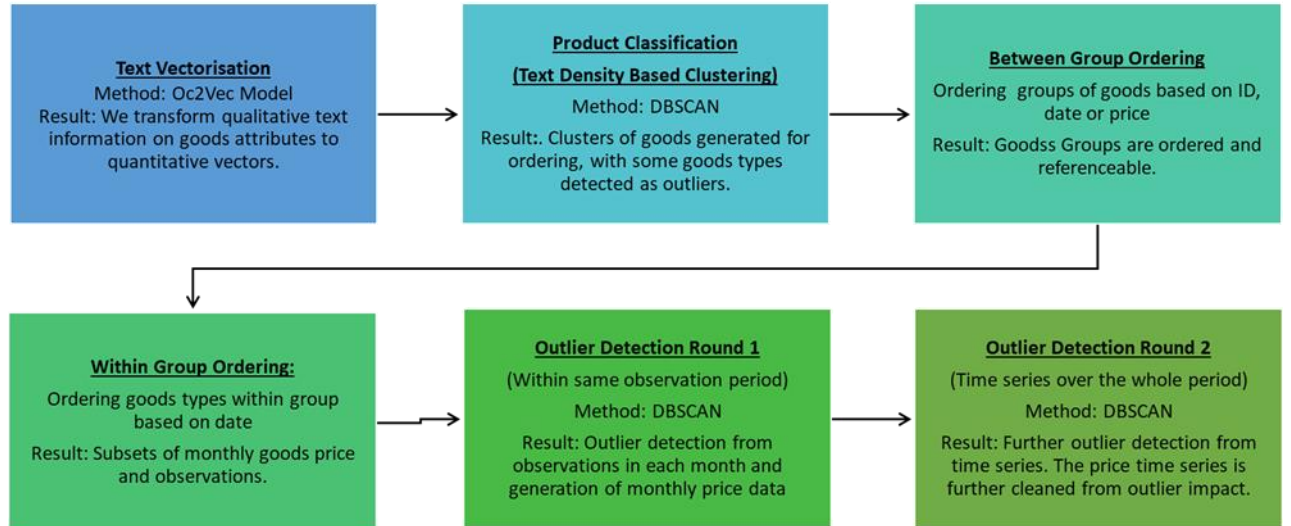 Text Vectorisation
Method: Oc2Vec Model
Result: We transform qualitative text
information on goods attributes to
quantitative vectors.
Product Classification
(Text Density Based Clustering)
Method: DBSCAN
Result:. Clusters of goods generated for
ordering, with some goods types
detected as outliers.
Between Group Ordering
Ordering groups of goods based on ID,
date or price
Result: Goodss Groups are ordered and
referenceable.
Within Group Ordering:
Ordering goods types within group
based on date
Result: Subsets of monthly goods price
and observations.
Outlier Detection Round 1
(Within same observation period)
Method: DBSCAN
Result: Outlier detection from
observations in each month and
generation of monthly price data
Outlier Detection Round 2
(Time series over the whole period)
Method: DBSCAN
Result: Further outlier detection from
time series. The price time series is
further cleaned from outlier impact.